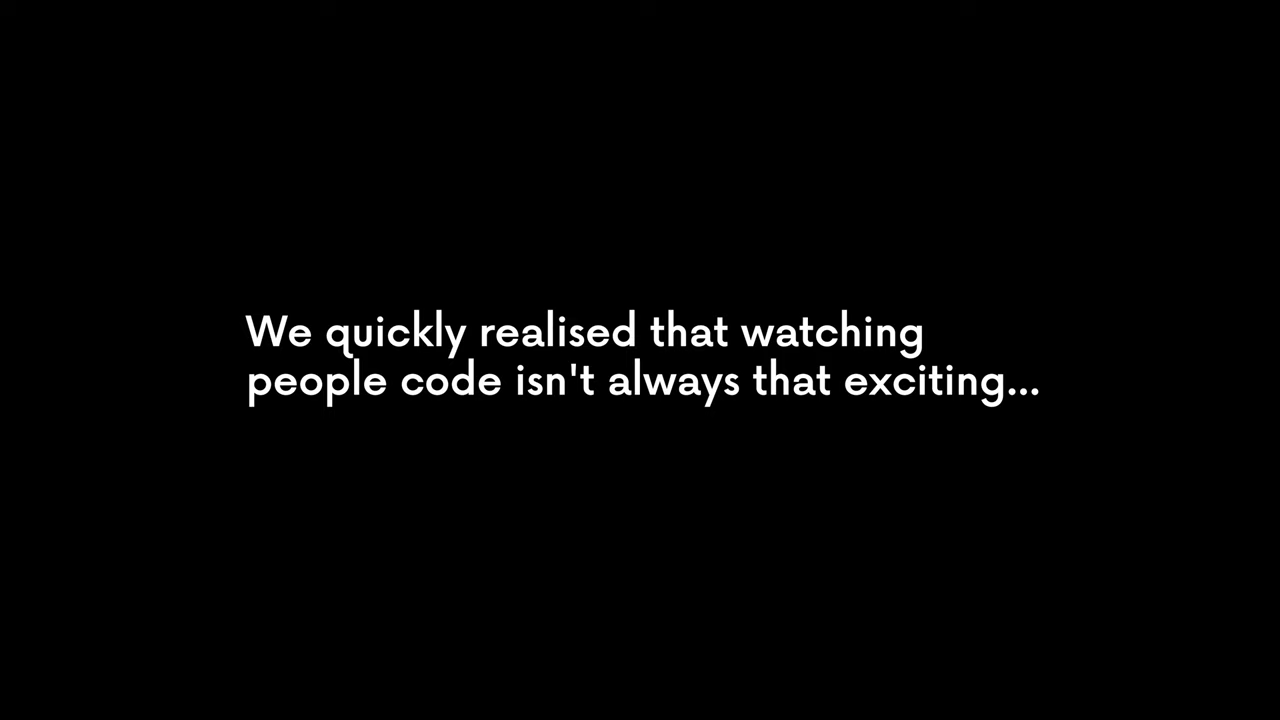 We quickly realised that watching
people code isn't always that exciting...